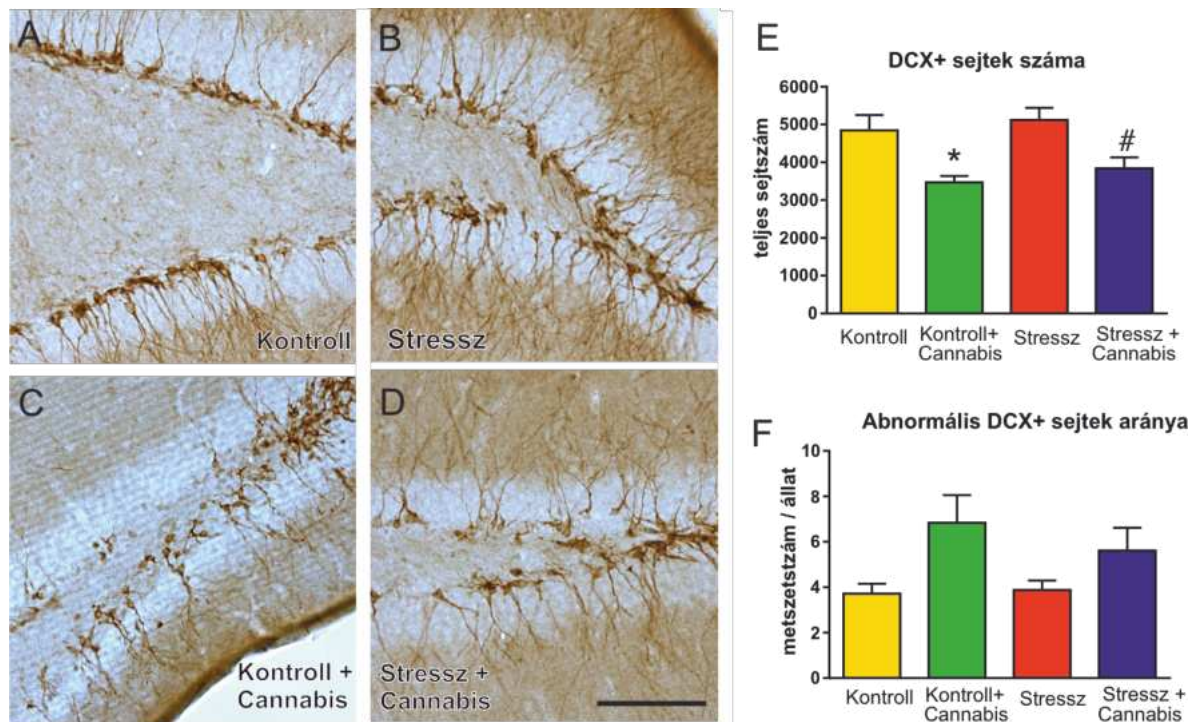 A
Kontroll
B
Stressz
C
Kontroll +
Cannabis
D
Stressz +
Cannabis
E
DCX+ sejtek száma
teljes sejtszám
6000
5000
4000
3000
2000
1000
0
*
#
Kontroll
Kontroll+
Cannabis
Stressz
Stressz +
Cannabis
F
Abnormális DCX+ sejtek aránya
metszetstzám / állat
10
8
6
4
2
0
Kontroll
Kontroll+
Cannabis
Stressz
Stressz +
Cannabis